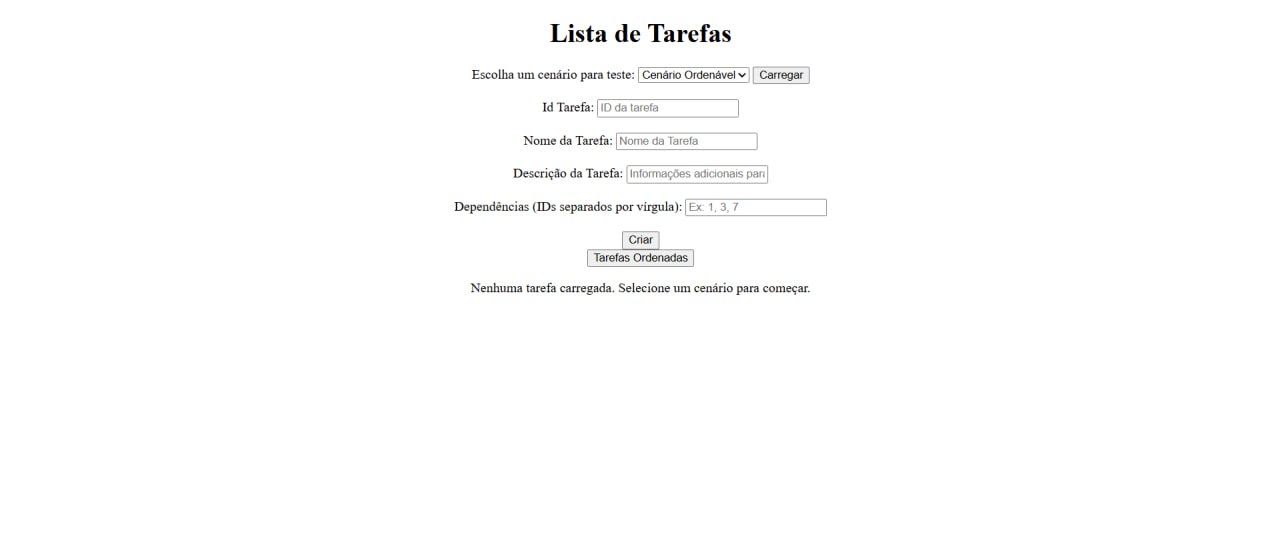 Lista de Tarefas
Escolha um cenário para teste: Cenário Ordenável Carregar
Id Tarefa: ID da tarefa
Nome da Tarefa: Nome da Tarefa
Descrição da Tarefa: Informações adicionais para
Dependências (IDs separados por vírgula): Ex: 1, 3, 7
Criar
Tarefas Ordenadas
Nenhuma tarefa carregada. Selecione um cenário para começar.